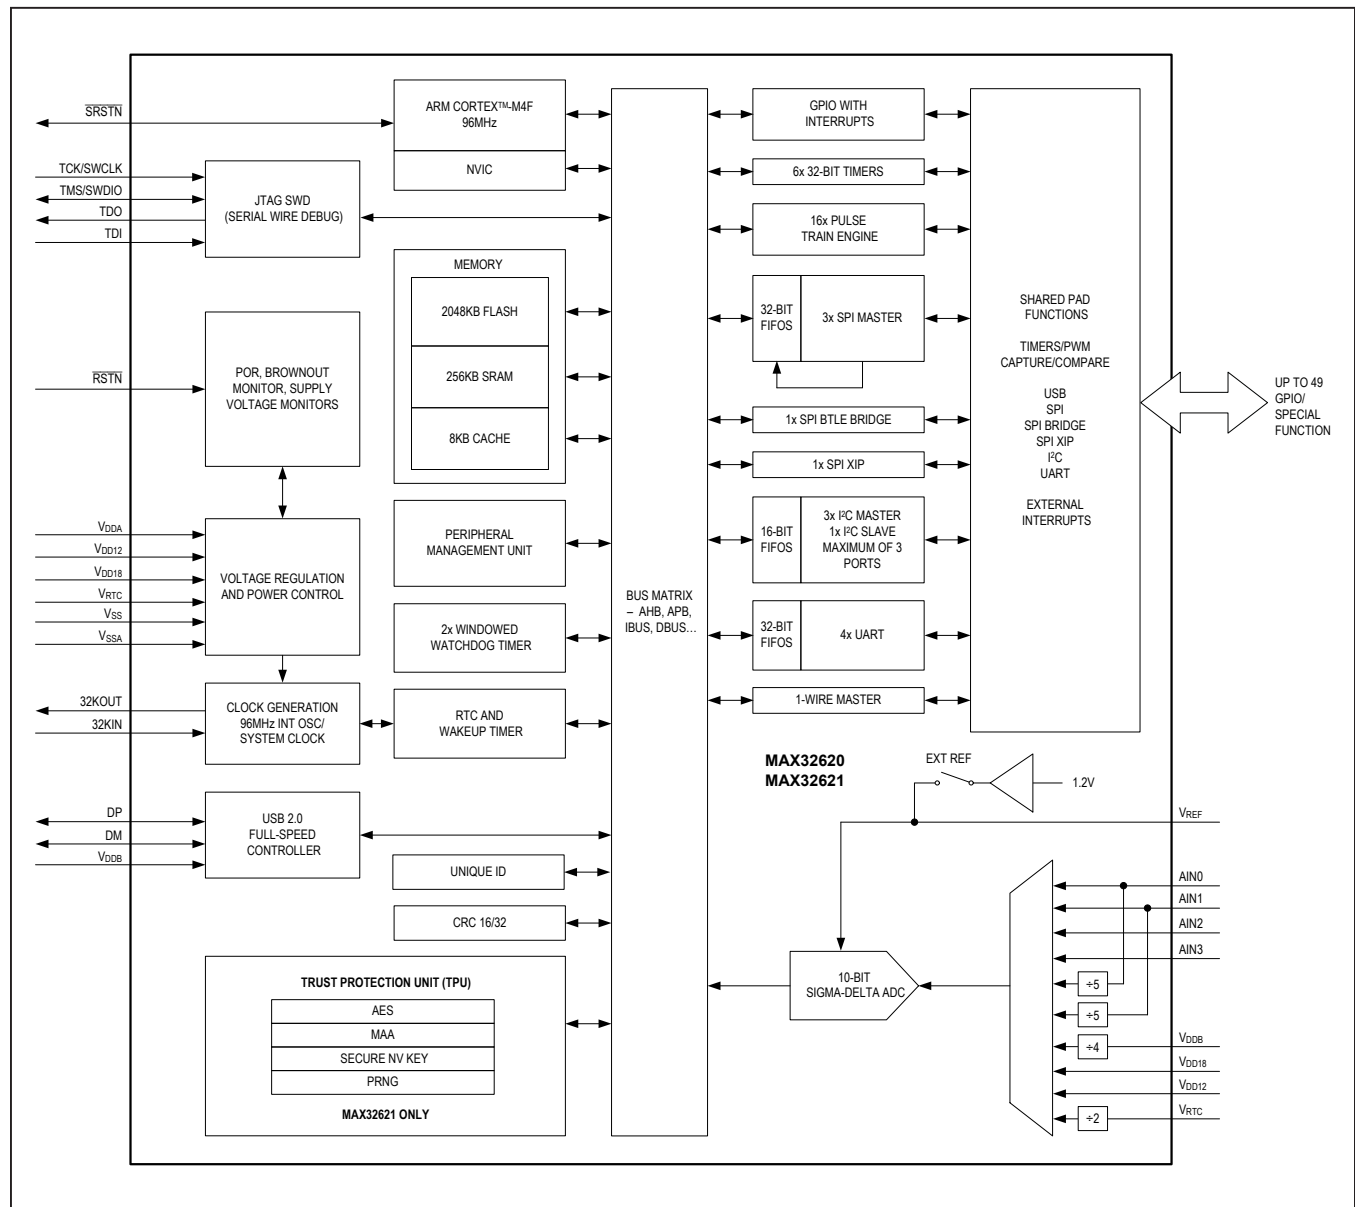 SRSTN
TCK/SWCLK
TMS/SWDIO
TDO
TDI
RSTN
VDDA
VDD12
VDD18
VRTC
VSS
VSSA
32KOUT
32KIN
DP
DM
VDDB
JTAG SWD
(SERIAL WIRE DEBUG)
POR, BROWNOUT
MONITOR, SUPPLY
VOLTAGE MONITORS
VOLTAGE REGULATION
AND POWER CONTROL
CLOCK GENERATION
96MHz INT OSC/
SYSTEM CLOCK
USB 2.0
FULL-SPEED
CONTROLLER
ARM CORTEX™-M4F
96MHz
NVIC
MEMORY
2048KB FLASH
256KB SRAM
8KB CACHE
PERIPHERAL
MANAGEMENT UNIT
2x WINDOWED
WATCHDOG TIMER
RTC AND
WAKEUP TIMER
UNIQUE ID
CRC 16/32
TRUST PROTECTION UNIT (TPU)
AES
MAA
SECURE NV KEY
PRNG
MAX32621 ONLY
BUS MATRIX
– AHB, APB,
IBUS, DBUS…
GPIO WITH
INTERRUPTS
6x 32-BIT TIMERS
16x PULSE
TRAIN ENGINE
32-BIT
FIFOS
3x SPI MASTER
1x SPI BTLE BRIDGE
1x SPI XIP
16-BIT
FIFOS
3x I²C MASTER
1x I²C SLAVE
MAXIMUM OF 3
PORTS
32-BIT
FIFOS
4x UART
1-WIRE MASTER
SHARED PAD
FUNCTIONS
TIMERS/PWM
CAPTURE/COMPARE
USB
SPI
SPI BRIDGE
SPI XIP
I²C
UART
EXTERNAL
INTERRUPTS
UP TO 49
GPIO/
SPECIAL
FUNCTION
MAX32620
MAX32621
EXT REF
1.2V
VREF
10-BIT
SIGMA-DELTA ADC
AIN0
AIN1
AIN2
AIN3
÷5
÷5
÷4
VDDB
VDD18
VDD12
÷2
VRTC